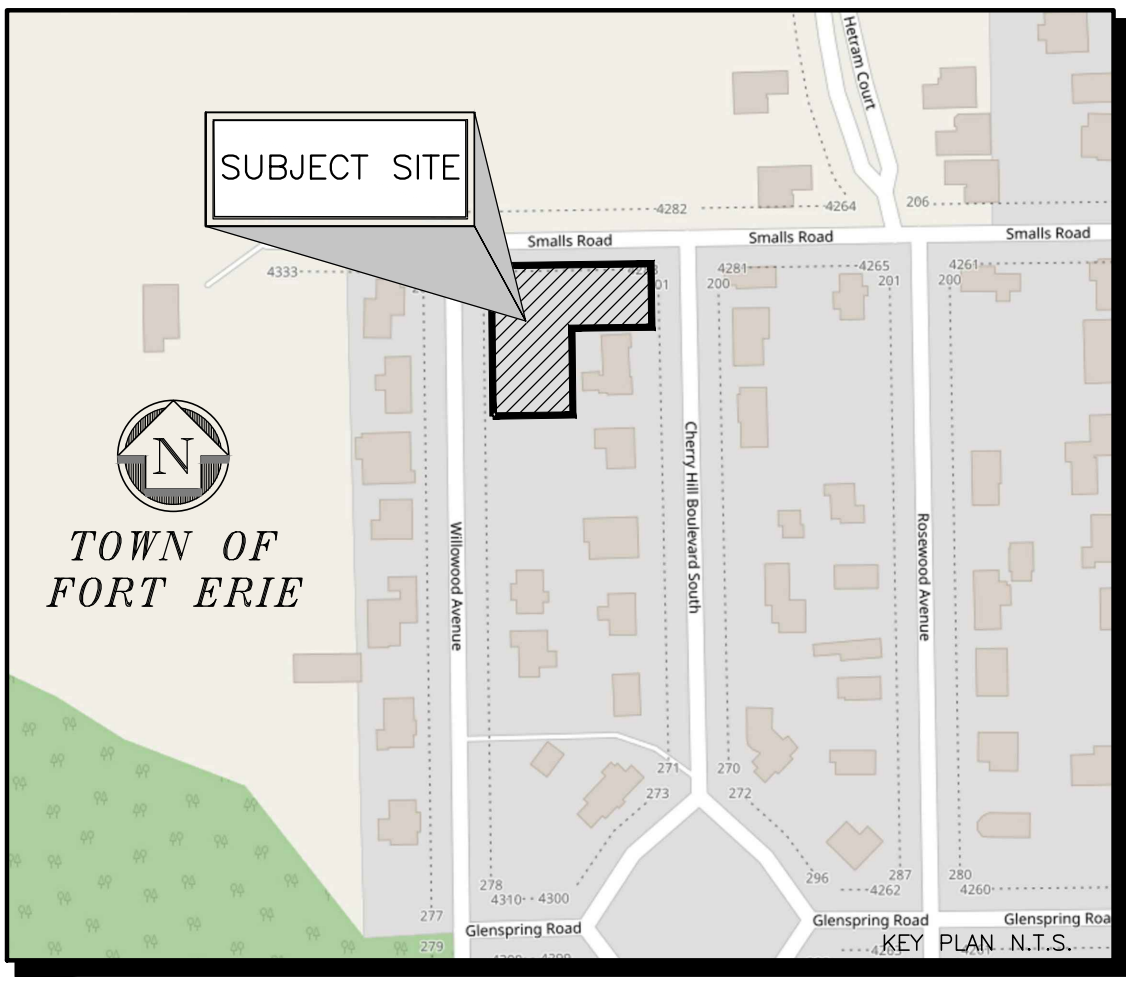 Hetram Court
SUBJECT SITE
4282
4264
206
Smalls Road
Smalls Road
Smalls Road
4333
4281
4265
4261
200
201
200
N
TOWN OF
FORT ERIE
Willowood Avenue
Cherry Hill Boulevard South
Rosewood Avenue
271
270
273
272
278
4310
4300
296
287
280
4262
4260
277
Glenspring Road
Glenspring Road
Glenspring Roa
279
KEY PLAN N.T.S.